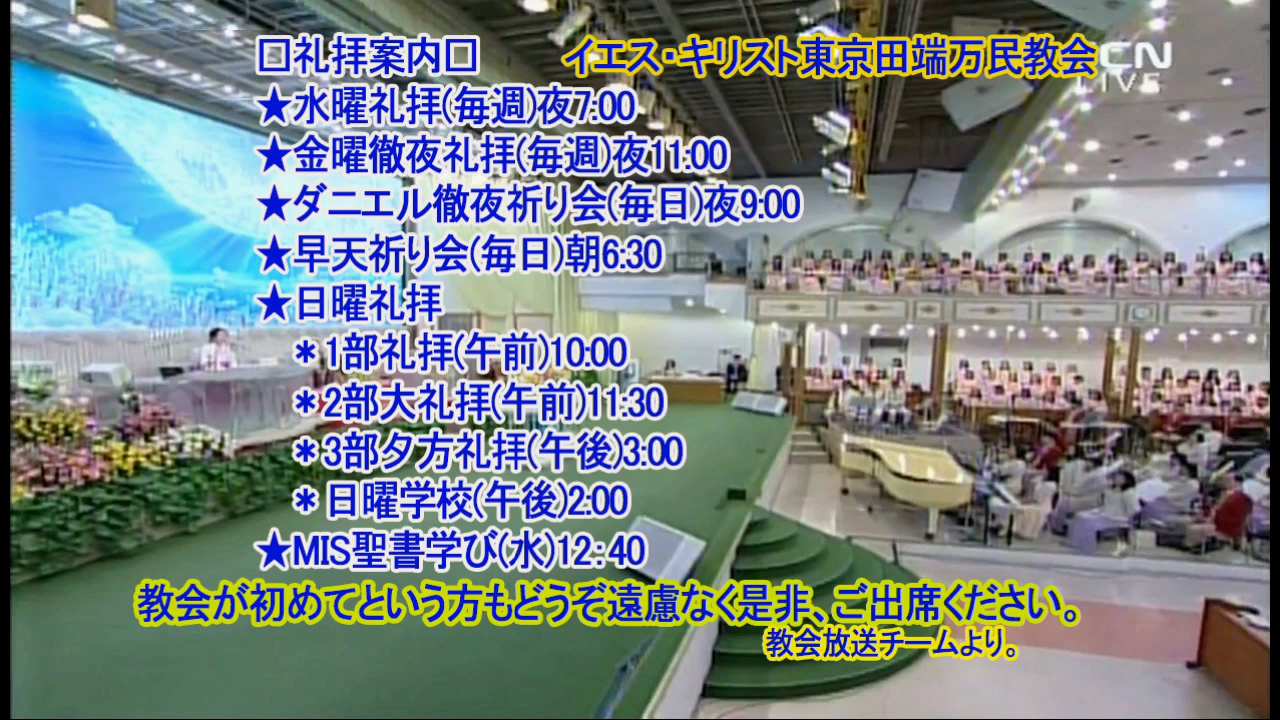 □礼拝案内□ イエス・キリスト東京田端万民教会
CN
LIVE
★水曜礼拝(毎週)夜7:00
★金曜徹夜礼拝(毎週)夜11:00
★ダニエル徹夜祈り会(毎日)夜9:00
★早天祈り会(毎日)朝6:30
★日曜礼拝
＊1部礼拝(午前)10:00
＊2部大礼拝(午前)11:30
＊3部夕方礼拝(午後)3:00
＊日曜学校(午後)2:00
★MIS聖書学び(水)12：40
教会が初めてという方もどうぞ遠慮なく是非、ご出席ください。
教会放送チームより。